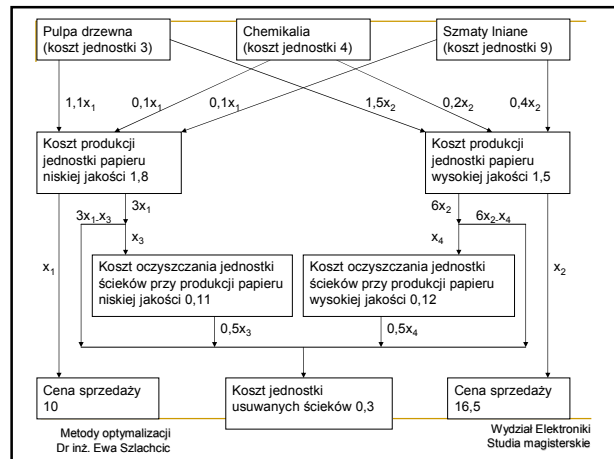 Pulpa drzewna
(koszt jednostki 3)
Chemikalia
(koszt jednostki 4)
Szmaty lniane
(koszt jednostki 9)
1,1x₁
0,1x₁
0,1x₁
1,5x₂
0,2x₂
0,4x₂
Koszt produkcji
jednostki papieru
niskiej jakości 1,8
Koszt produkcji
jednostki papieru
wysokiej jakości 1,5
3x₁
3x₁-x₃
6x₂
6x₂-x₄
x₁
x₃
x₄
x₂
Koszt oczyszczania jednostki
ścieków przy produkcji papieru
niskiej jakości 0,11
Koszt oczyszczania jednostki
ścieków przy produkcji papieru
wysokiej jakości 0,12
0,5x₃
0,5x₄
Cena sprzedaży
10
Koszt jednostki
usuwanych ścieków 0,3
Cena sprzedaży
16,5
Metody optymalizacji
Dr inż. Ewa Szlachcic
Wydział Elektroniki
Studia magisterskie